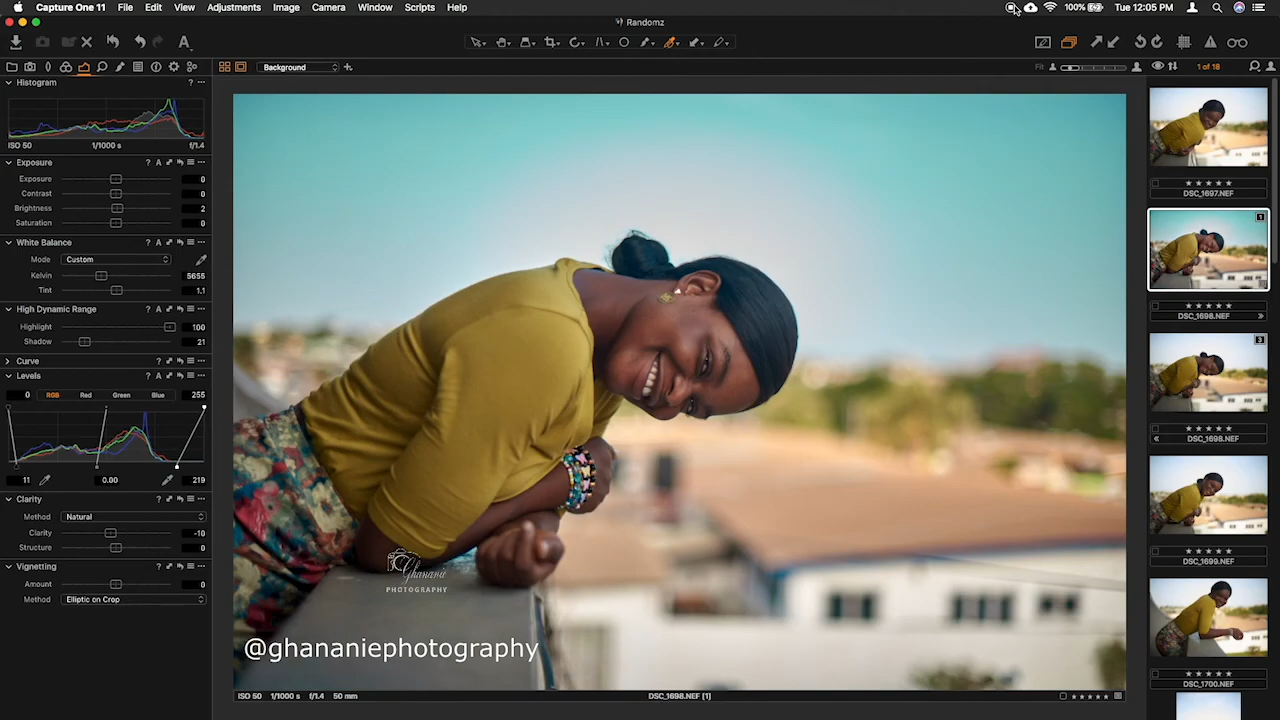 Capture One 11 File Edit View Adjustments Image Camera Window Scripts Help 100% Tue 12:05 PM
Randomz
Background
Fit
1 of 18
Histogram
ISO 50 1/1000 s f/1.4
Exposure
Exposure 0
Contrast 0
Brightness 2
Saturation 0
White Balance
Mode Custom
Kelvin 5655
Tint 1.1
High Dynamic Range
Highlight 100
Shadow 21
Curve
Levels
0 RGB Red Green Blue 255
11 0.00 219
Clarity
Method Natural
Clarity -10
Structure 0
Vignetting
Amount 0
Method Elliptic on Crop
Ghananie
PHOTOGRAPHY
@ghananiephotography
ISO 50 1/1000 s f/1.4 50 mm
DSC_1698.NEF [1]
DSC_1697.NEF
1
DSC_1698.NEF
3
DSC_1698.NEF
DSC_1699.NEF
DSC_1700.NEF